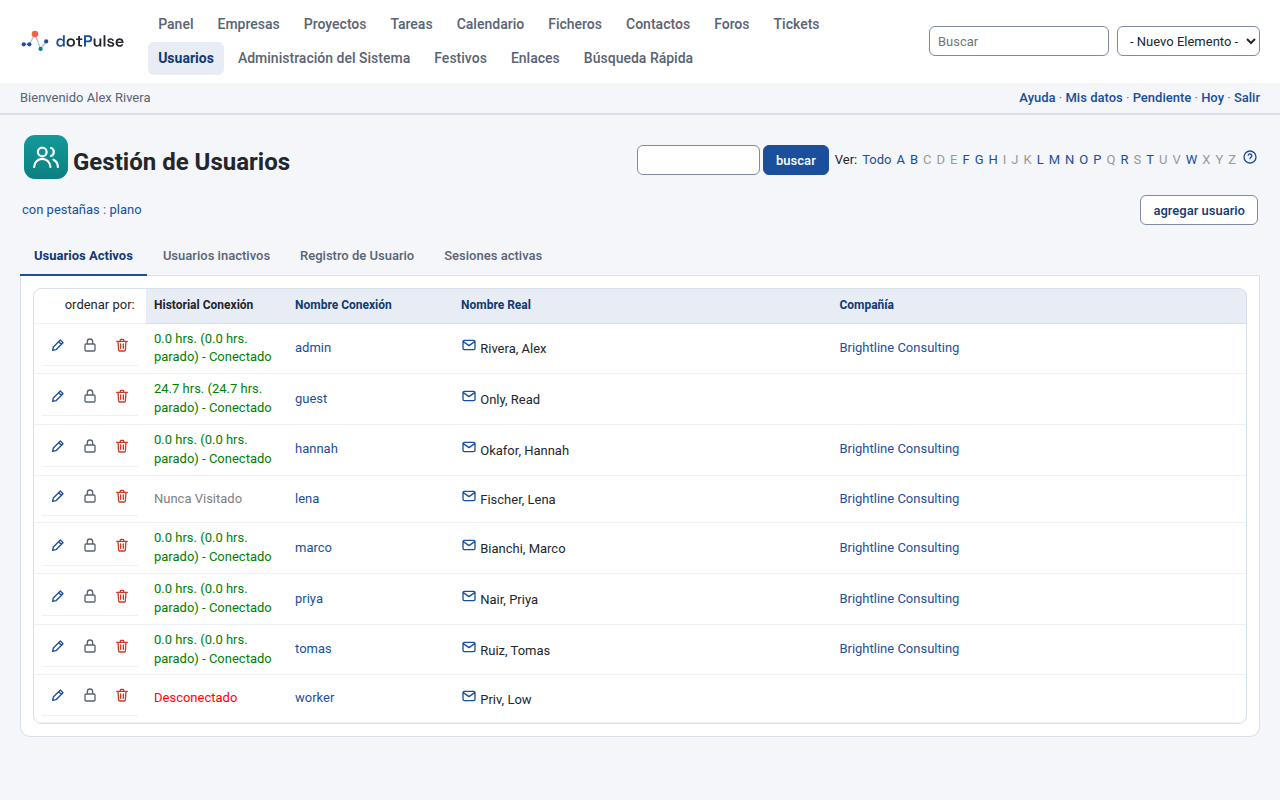 dotPulse
Panel Empresas Proyectos Tareas Calendario Ficheros Contactos Foros Tickets
Usuarios Administración del Sistema Festivos Enlaces Búsqueda Rápida
Buscar - Nuevo Elemento -
Bienvenido Alex Rivera Ayuda · Mis datos · Pendiente · Hoy · Salir
Gestión de Usuarios buscar Ver: Todo A B C D E F G H I J K L M N O P Q R S T U V W X Y Z
con pestañas : plano agregar usuario
Usuarios Activos Usuarios inactivos Registro de Usuario Sesiones activas
ordenar por: Historial Conexión Nombre Conexión Nombre Real Compañía
0.0 hrs. (0.0 hrs.
parado) - Conectado admin Rivera, Alex Brightline Consulting
24.7 hrs. (24.7 hrs.
parado) - Conectado guest Only, Read
0.0 hrs. (0.0 hrs.
parado) - Conectado hannah Okafor, Hannah Brightline Consulting
Nunca Visitado lena Fischer, Lena Brightline Consulting
0.0 hrs. (0.0 hrs.
parado) - Conectado marco Bianchi, Marco Brightline Consulting
0.0 hrs. (0.0 hrs.
parado) - Conectado priya Nair, Priya Brightline Consulting
0.0 hrs. (0.0 hrs.
parado) - Conectado tomas Ruiz, Tomas Brightline Consulting
Desconectado worker Priv, Low